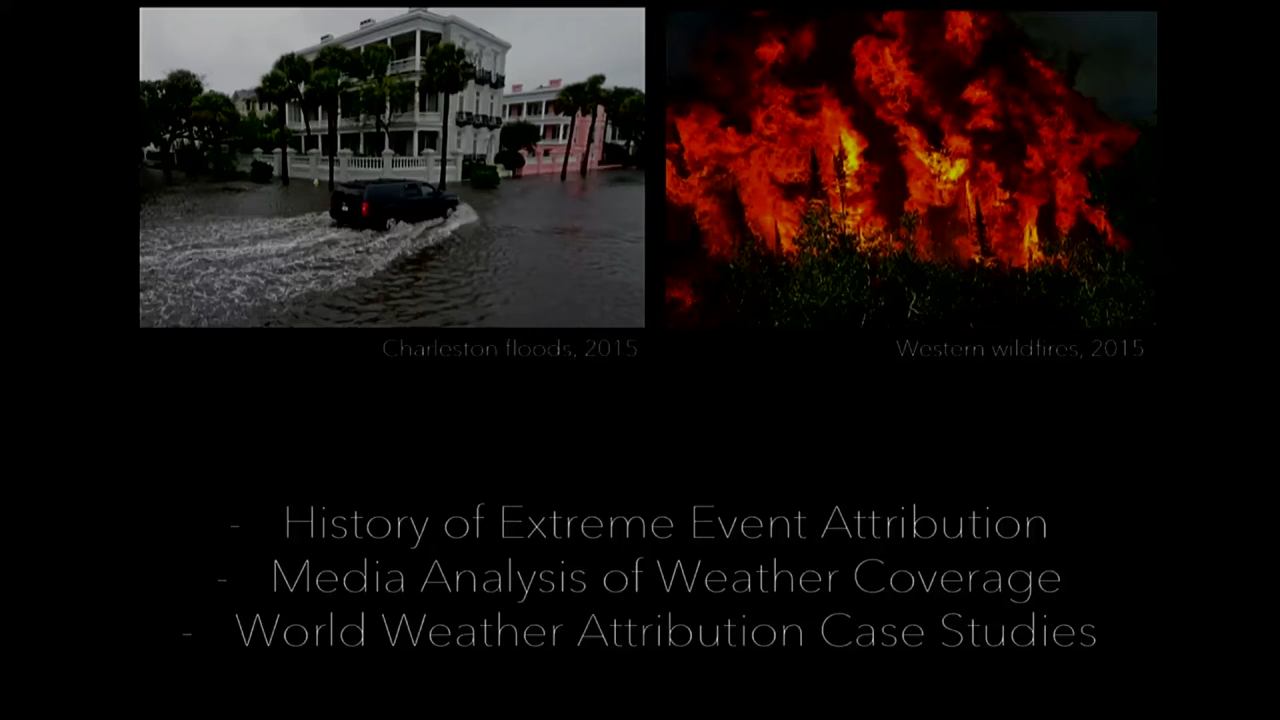 Charleston floods, 2015
Western wildfires, 2015
- History of Extreme Event Attribution
- Media Analysis of Weather Coverage
- World Weather Attribution Case Studies